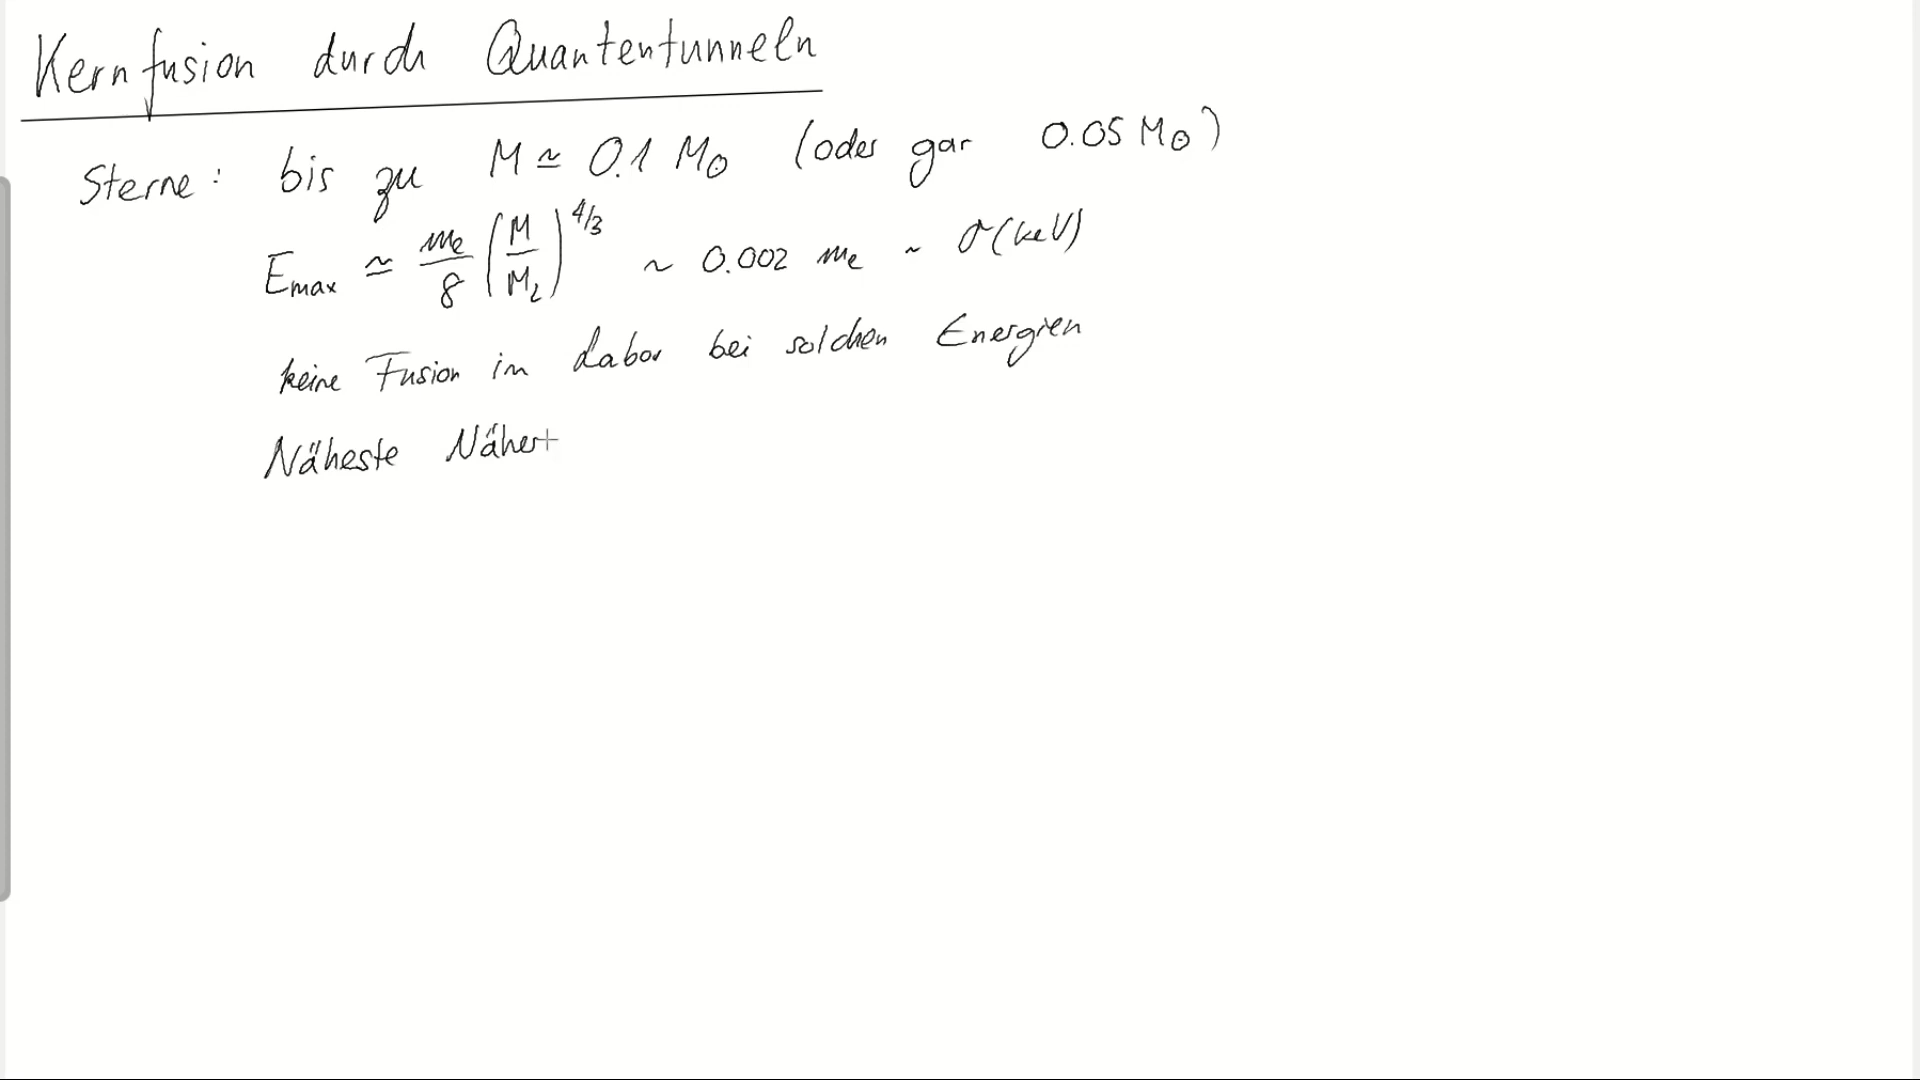 Kernfusion durch Quantentunneln
Sterne: bis zu M ≃ 0.1 M⊙ (oder gar 0.05 M⊙)
Emax ≃ me/8 (M/ML)^4/3 ~ 0.002 me ~ O(keV)
keine Fusion im Labor bei solchen Energien
Näheste Nähert